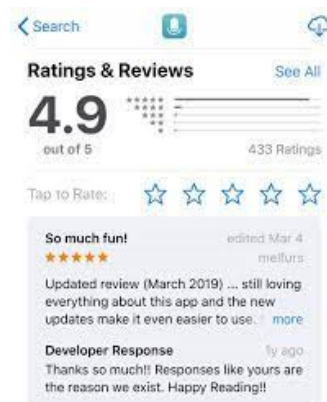 Search
Ratings & Reviews See All
4.9
out of 5 433 Ratings
Tap to Rate:
So much fun! edited Mar 4
melfurs
Updated review (March 2019) ... still loving
everything about this app and the new
updates make it even easier to use. more
Developer Response 1y ago
Thanks so much!! Responses like yours are
the reason we exist. Happy Reading!!